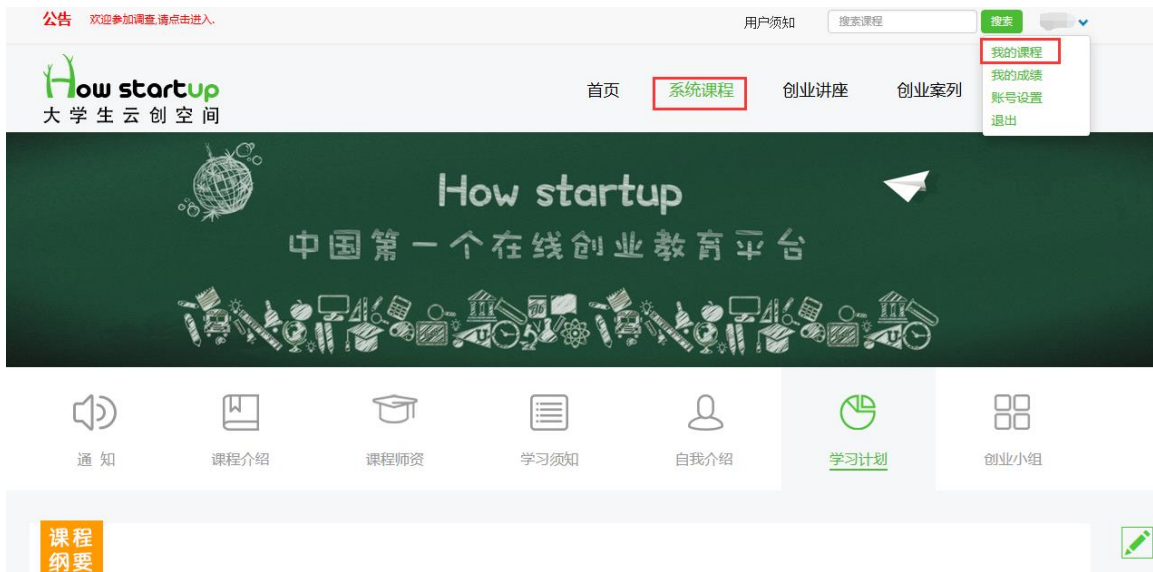 公告 欢迎参加调查,请点击进入.
用户须知 搜索课程 搜索
我的课程
我的成绩
账号设置
退出
How startup
大学生云创空间
首页 系统课程 创业讲座 创业案列
How startup
中国第一个在线创业教育平台
通 知 课程介绍 课程师资 学习须知 自我介绍 学习计划 创业小组
课程
纲要